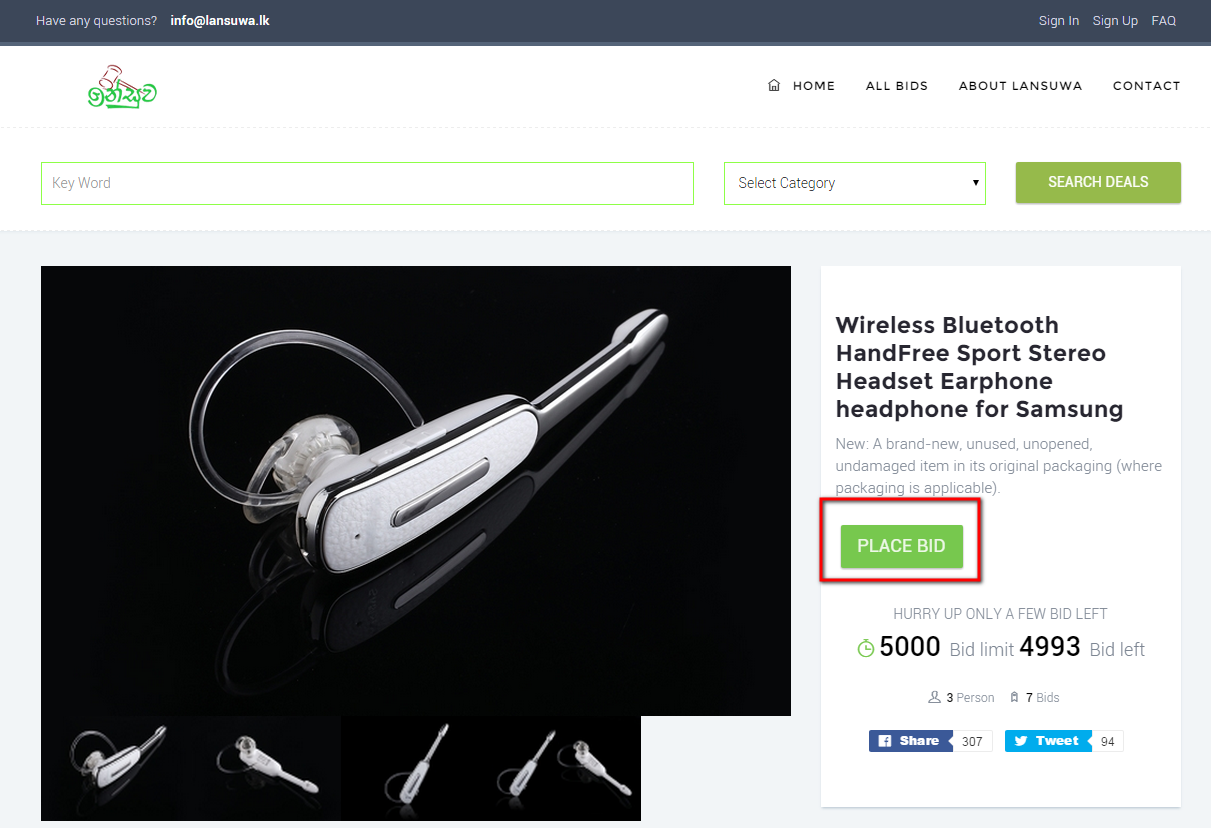 Have any questions? info@lansuwa.lk
Sign In Sign Up FAQ
ලන්සුව
HOME ALL BIDS ABOUT LANSUWA CONTACT
Key Word
Select Category
SEARCH DEALS
Wireless Bluetooth
HandFree Sport Stereo
Headset Earphone
headphone for Samsung
New: A brand-new, unused, unopened,
undamaged item in its original packaging (where
packaging is applicable).
PLACE BID
HURRY UP ONLY A FEW BID LEFT
5000 Bid limit 4993 Bid left
3 Person 7 Bids
Share 307 Tweet 94